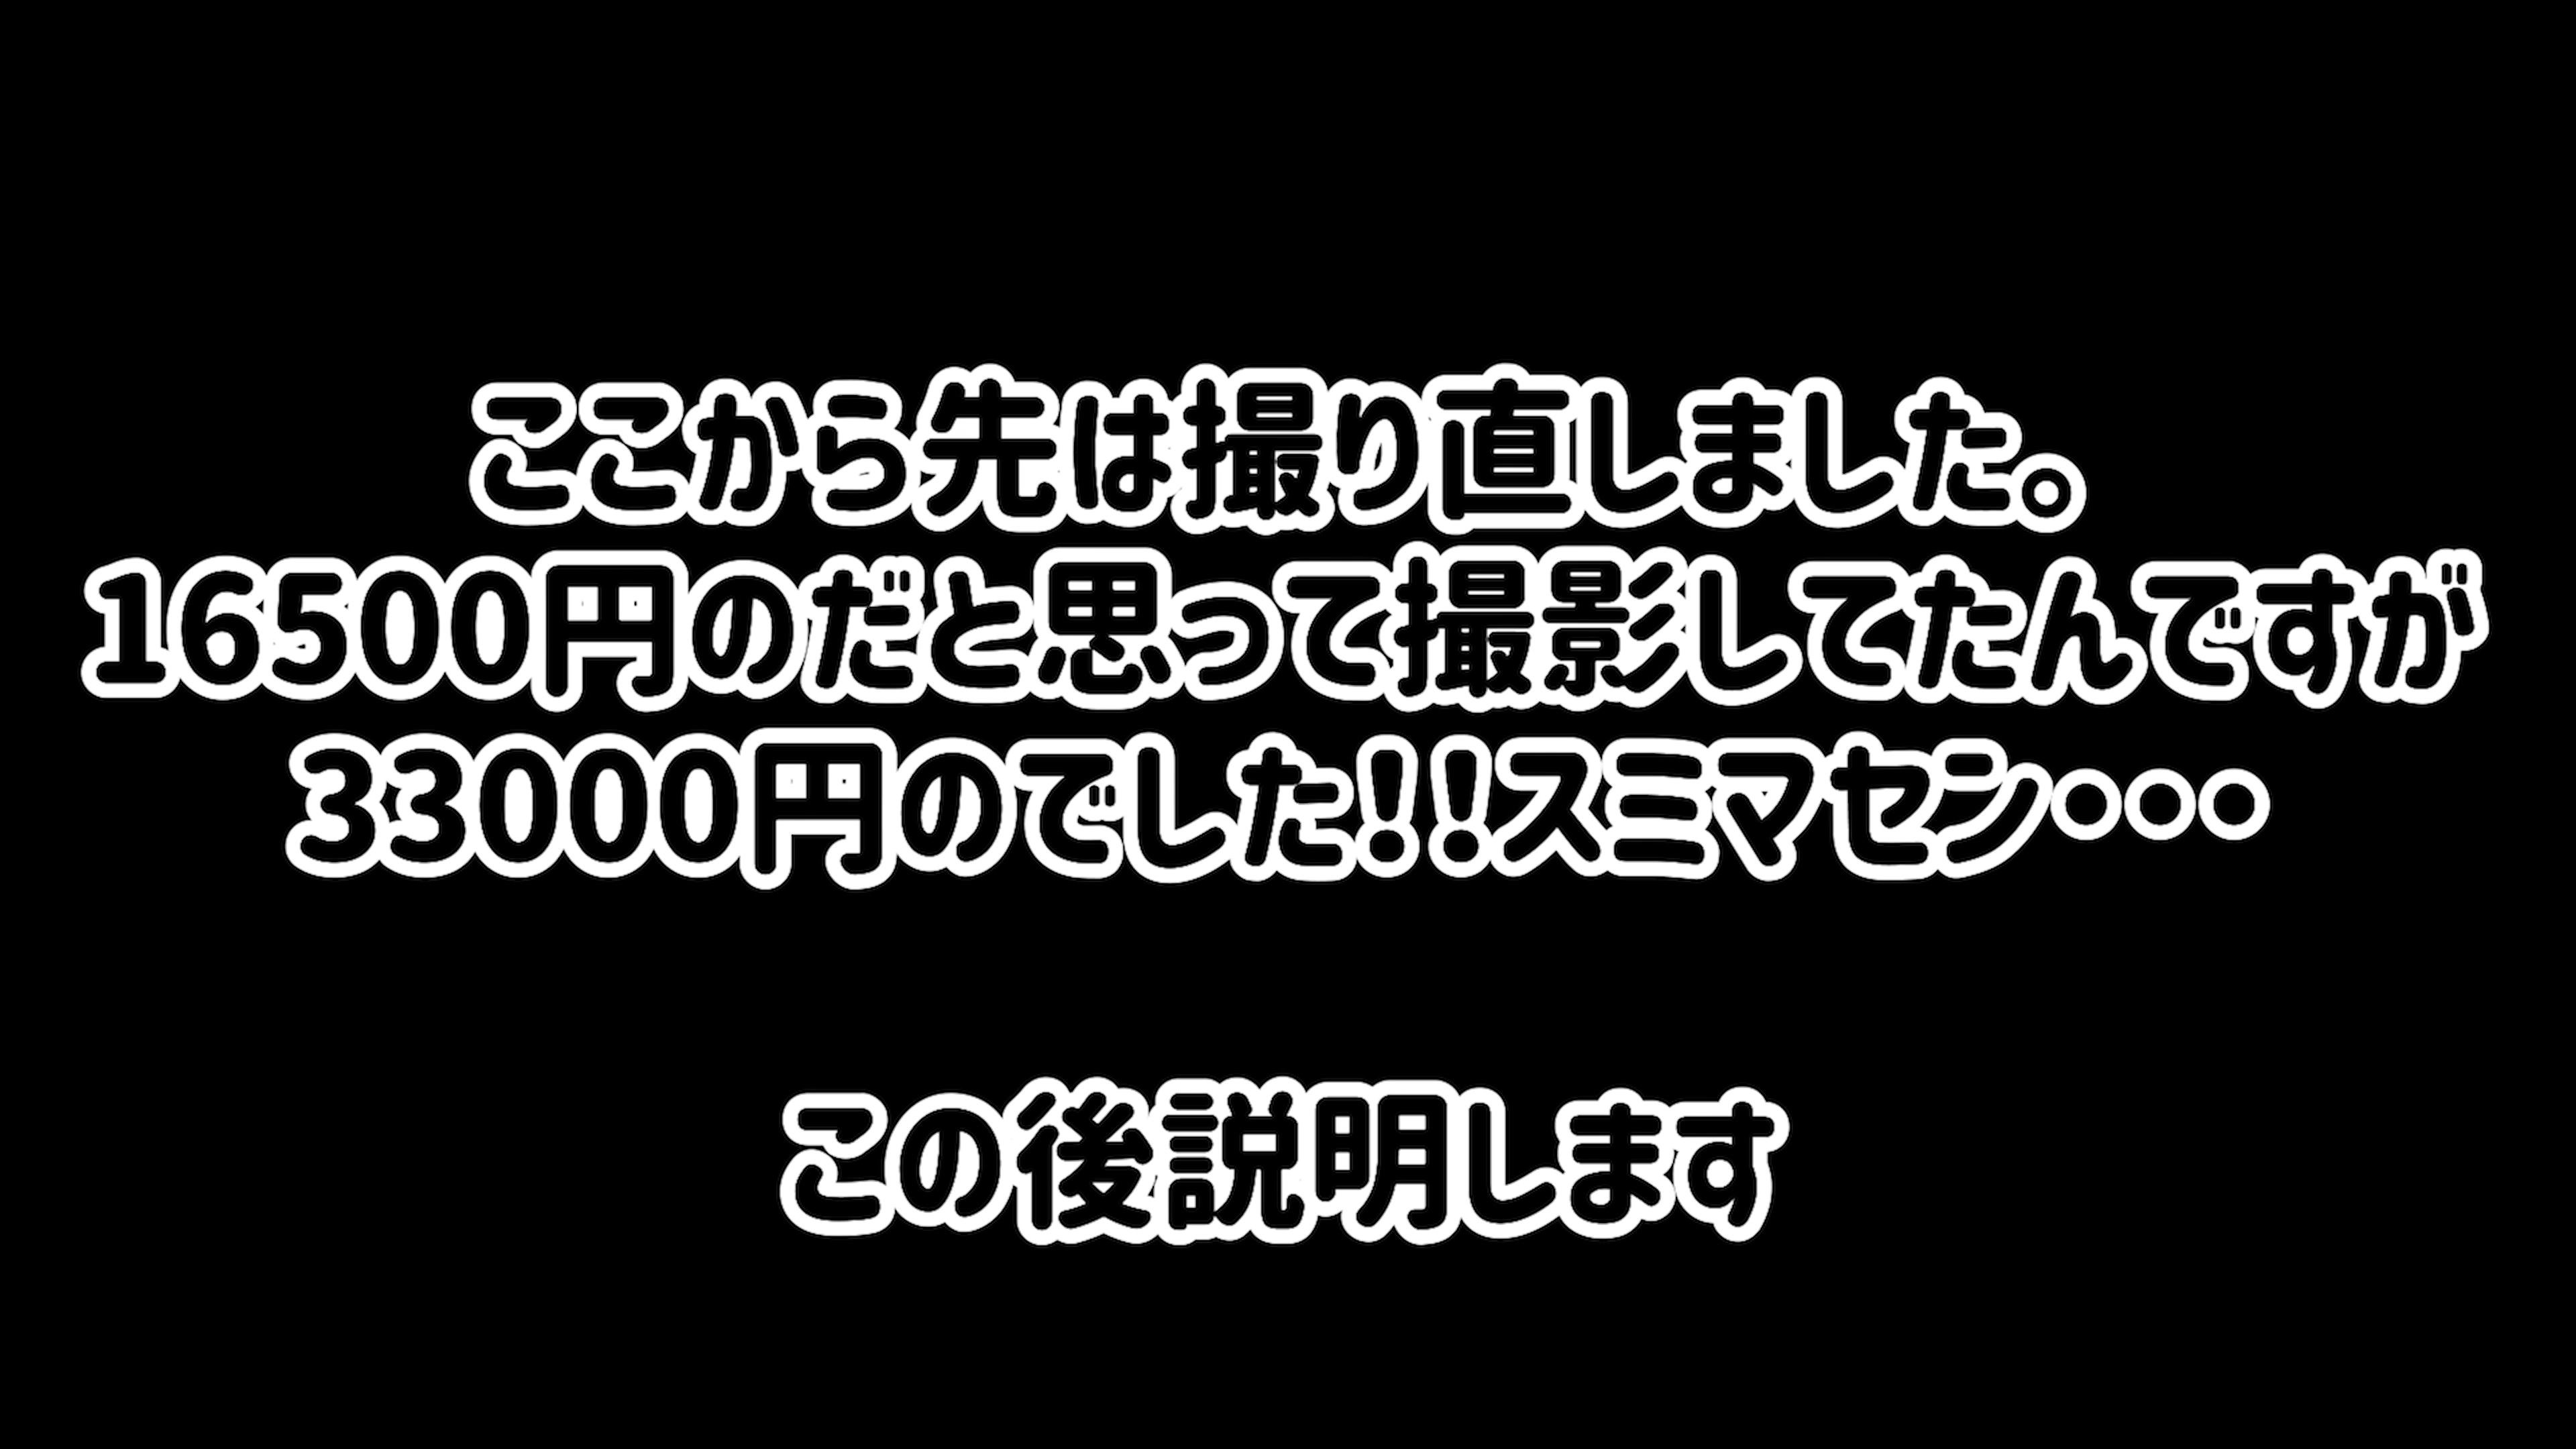 ここから先は撮り直しました。
16500円のだと思って撮影してたんですが
33000円のでした!!スミマセン･･･
この後説明します